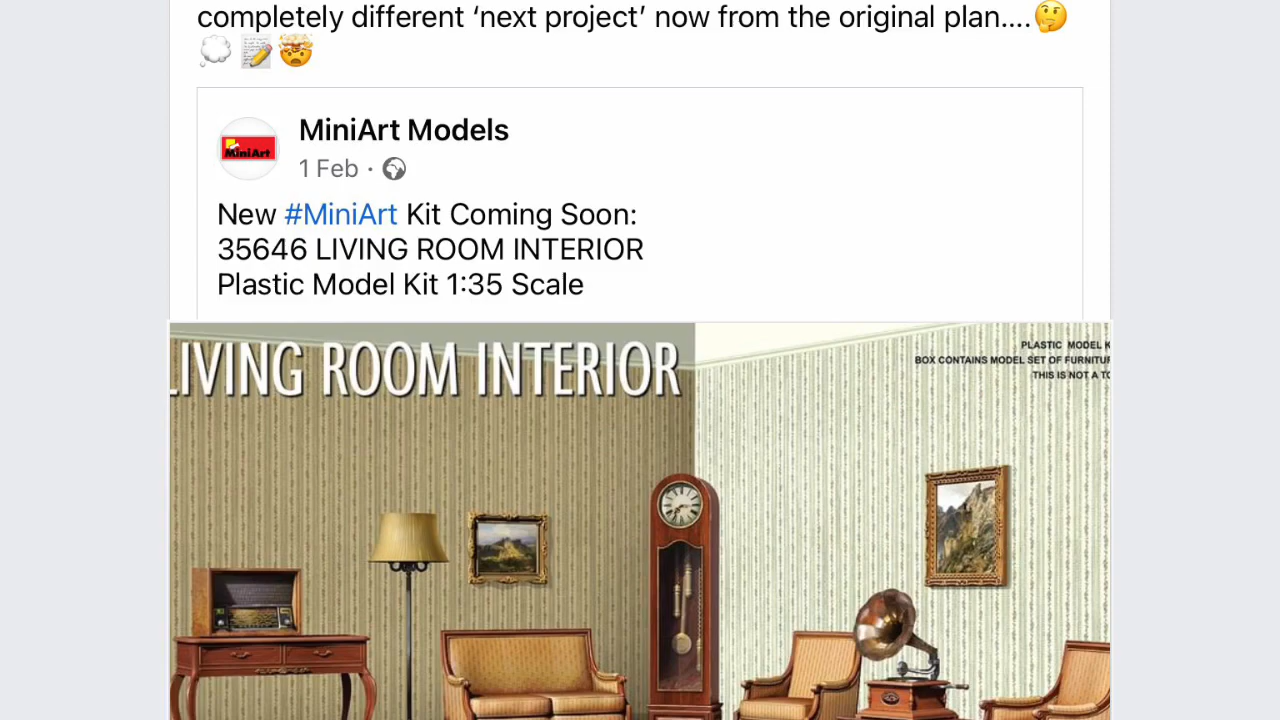 completely different ‘next project’ now from the original plan....🤔
💭📝🤯
MiniArt
MiniArt Models
1 Feb ·
New #MiniArt Kit Coming Soon:
35646 LIVING ROOM INTERIOR
Plastic Model Kit 1:35 Scale
LIVING ROOM INTERIOR
PLASTIC MODEL K
BOX CONTAINS MODEL SET OF FURNITUR
THIS IS NOT A TO